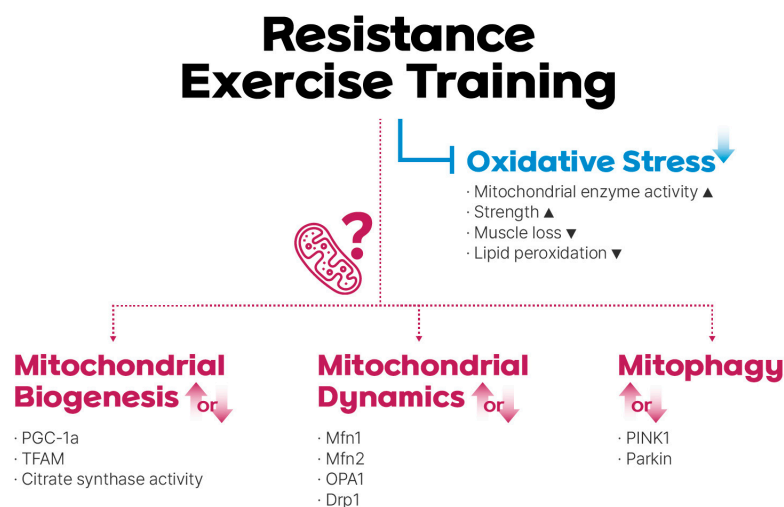 Resistance
Exercise Training
Oxidative Stress
· Mitochondrial enzyme activity ▲
· Strength ▲
· Muscle loss ▼
· Lipid peroxidation ▼
?
Mitochondrial
Biogenesis or
· PGC-1a
· TFAM
· Citrate synthase activity
Mitochondrial
Dynamics or
· Mfn1
· Mfn2
· OPA1
· Drp1
Mitophagy
or
· PINK1
· Parkin